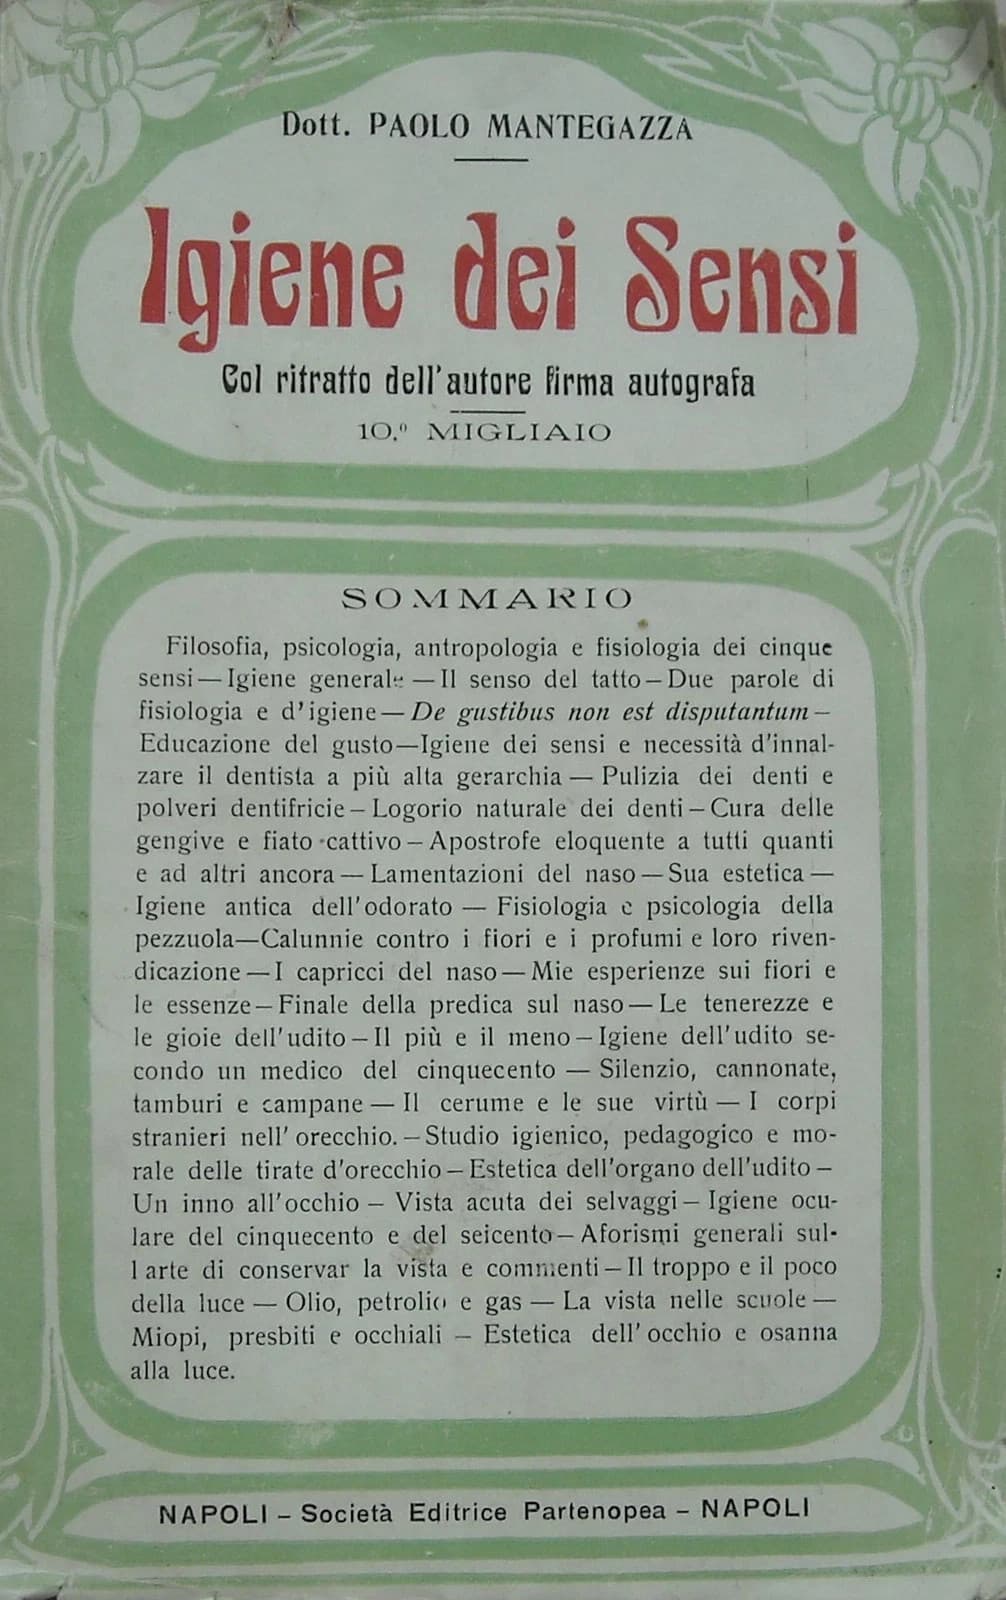 Dott. PAOLO MANTEGAZZA
Igiene dei Sensi
Col ritratto dell'autore firma autografa
10.º MIGLIAIO
SOMMARIO
Filosofia, psicologia, antropologia e fisiologia dei cinque
sensi — Igiene generale — Il senso del tatto — Due parole di
fisiologia e d'igiene — De gustibus non est disputantum —
Educazione del gusto — Igiene dei sensi e necessità d'innal-
zare il dentista a più alta gerarchia — Pulizia dei denti e
polveri dentifricie — Logorio naturale dei denti — Cura delle
gengive e fiato cattivo — Apostrofe eloquente a tutti quanti
e ad altri ancora — Lamentazioni del naso — Sua estetica —
Igiene antica dell'odorato — Fisiologia e psicologia della
pezzuola — Calunnie contro i fiori e i profumi e loro riven-
dicazione — I capricci del naso — Mie esperienze sui fiori e
le essenze — Finale della predica sul naso — Le tenerezze e
le gioie dell'udito — Il più e il meno — Igiene dell'udito se-
condo un medico del cinquecento — Silenzio, cannonate,
tamburi e campane — Il cerume e le sue virtù — I corpi
stranieri nell'orecchio. — Studio igienico, pedagogico e mo-
rale delle tirate d'orecchio — Estetica dell'organo dell'udito —
Un inno all'occhio — Vista acuta dei selvaggi — Igiene ocu-
lare del cinquecento e del seicento — Aforismi generali sul-
l arte di conservar la vista e commenti — Il troppo e il poco
della luce — Olio, petrolio e gas — La vista nelle scuole —
Miopi, presbiti e occhiali — Estetica dell'occhio e osanna
alla luce.
NAPOLI – Società Editrice Partenopea – NAPOLI